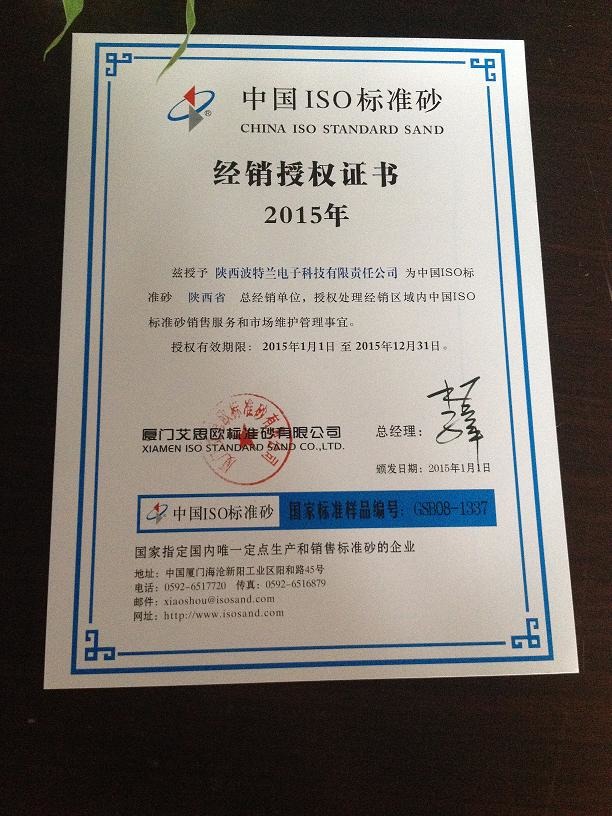 中国ISO标准砂
CHINA ISO STANDARD SAND
经销授权证书
2015年
兹授予 陕西波特兰电子科技有限责任公司 为中国ISO标
准砂 陕西省 总经销单位，授权处理经销区域内中国ISO
标准砂销售服务和市场维护管理事宜。
授权有效期限： 2015年1月1日 至 2015年12月31日。
厦门艾思欧标准砂有限公司
XIAMEN ISO STANDARD SAND CO.,LTD.
总经理：
颁发日期：2015年1月1日
中国ISO标准砂 国家标准样品编号：GSB08-1337
国家指定国内唯一定点生产和销售标准砂的企业
地址：中国厦门海沧新阳工业区阳和路45号
电话：0592-6517720 传真：0592-6516879
邮件：xiaoshou@isosand.com
网址：http://www.isosand.com